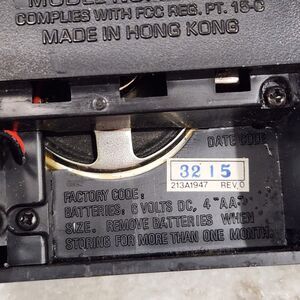 COMPLIES WITH FCC REG. PT. 15-C
MADE IN HONG KONG
DATE CODE
3215
213A1947 REV. 0
FACTORY CODE:
BATTERIES: 6 VOLTS DC, 4 "AA"
SIZE. REMOVE BATTERIES WHEN
STORING FOR MORE THAN ONE MONTH.